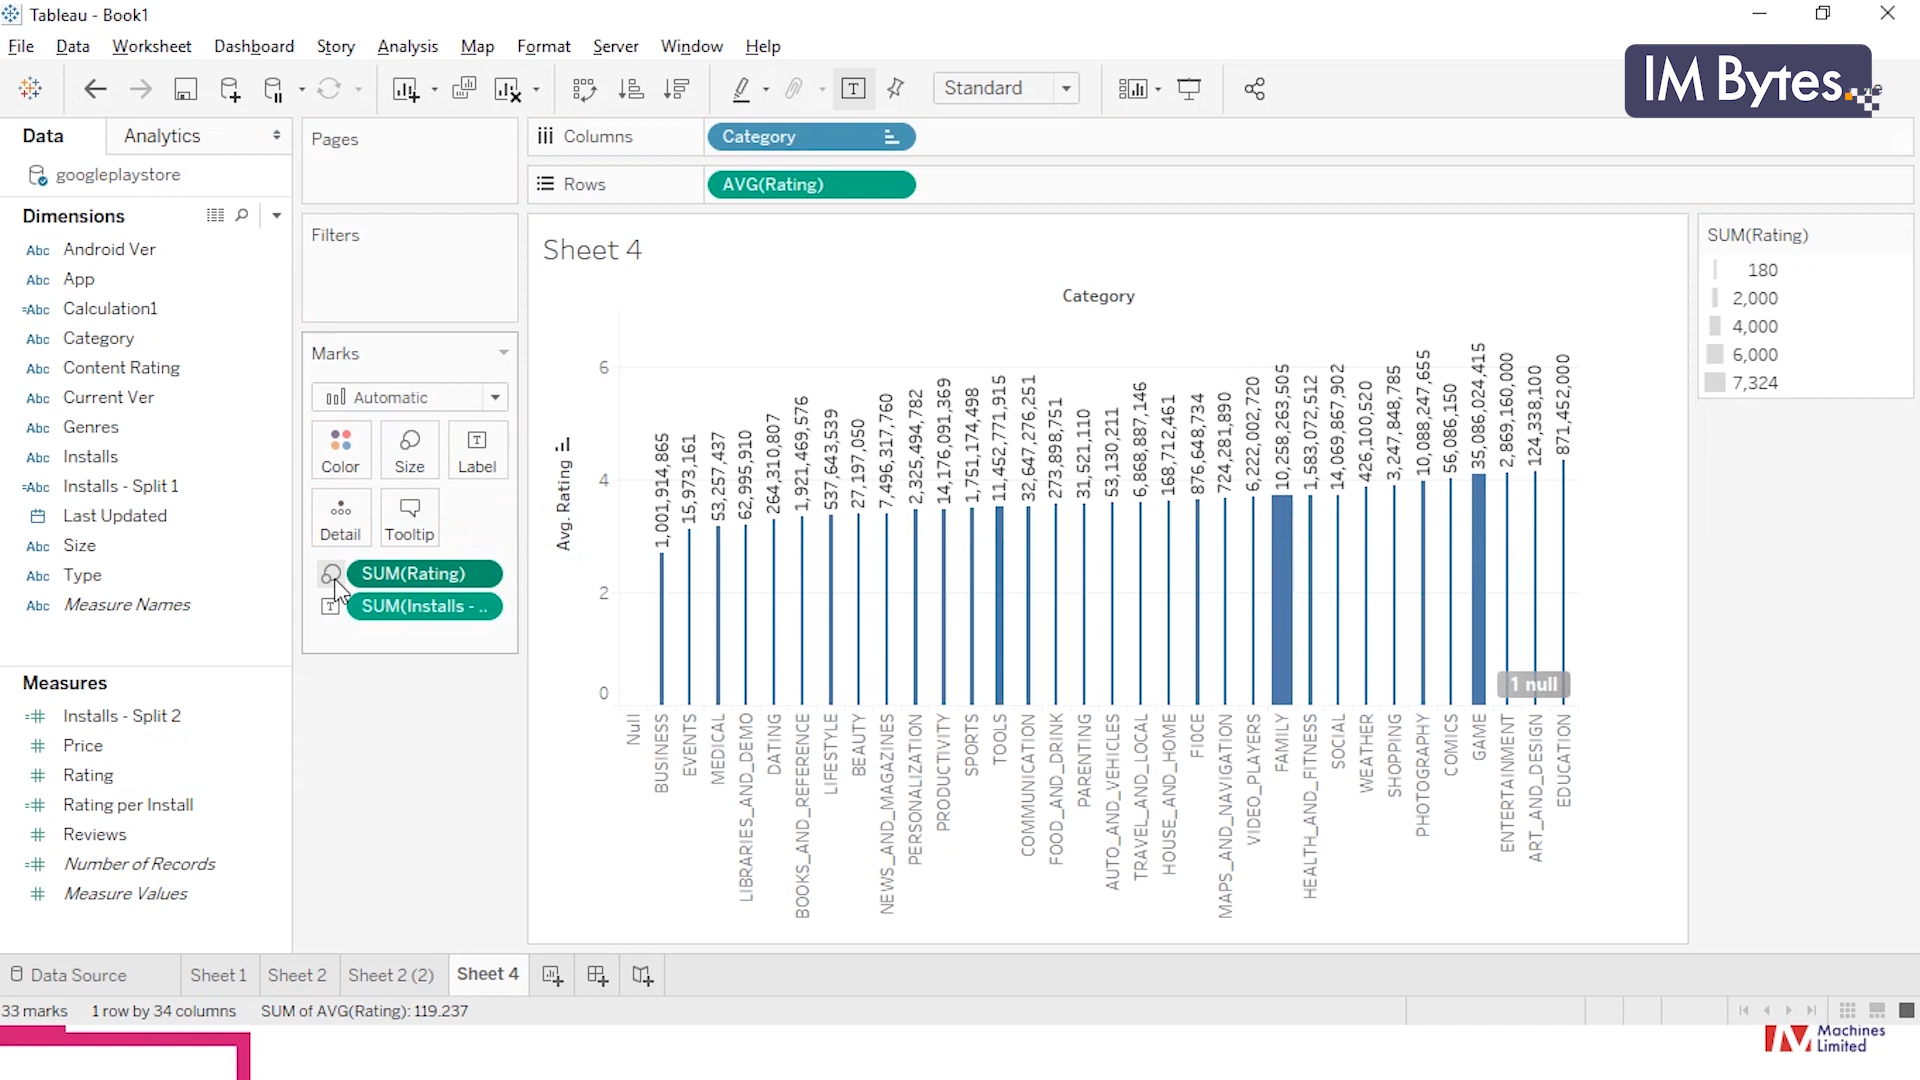 Tableau - Book1
File Data Worksheet Dashboard Story Analysis Map Format Server Window Help
Standard
IM Bytes.
Data
Analytics
googleplaystore
Dimensions
Abc Android Ver
Abc App
=Abc Calculation1
Abc Category
Abc Content Rating
Abc Current Ver
Abc Genres
Abc Installs
=Abc Installs - Split 1
Last Updated
Abc Size
Abc Type
Abc Measure Names
Measures
=# Installs - Split 2
# Price
# Rating
=# Rating per Install
# Reviews
=# Number of Records
# Measure Values
Pages
Filters
Marks
Automatic
Color
Size
Label
Detail
Tooltip
SUM(Rating)
SUM(Installs - ..
Columns
Category
Rows
AVG(Rating)
Sheet 4
Category
Avg. Rating
6
4
2
0
1,001,914,865
15,973,161
53,257,437
62,995,910
264,310,807
1,921,469,576
537,643,539
27,197,050
7,496,317,760
2,325,494,782
14,176,091,369
1,751,174,498
11,452,771,915
32,647,276,251
273,898,751
31,521,110
53,130,211
6,868,887,146
168,712,461
876,648,734
724,281,890
6,222,002,720
10,258,263,505
1,583,072,512
14,069,867,902
426,100,520
3,247,848,785
10,088,247,655
56,086,150
35,086,024,415
2,869,160,000
124,338,100
871,452,000
1 null
Null
BUSINESS
EVENTS
MEDICAL
LIBRARIES_AND_DEMO
DATING
BOOKS_AND_REFERENCE
LIFESTYLE
BEAUTY
NEWS_AND_MAGAZINES
PERSONALIZATION
PRODUCTIVITY
SPORTS
TOOLS
COMMUNICATION
FOOD_AND_DRINK
PARENTING
AUTO_AND_VEHICLES
TRAVEL_AND_LOCAL
HOUSE_AND_HOME
FI0CE
MAPS_AND_NAVIGATION
VIDEO_PLAYERS
FAMILY
HEALTH_AND_FITNESS
SOCIAL
WEATHER
SHOPPING
PHOTOGRAPHY
COMICS
GAME
ENTERTAINMENT
ART_AND_DESIGN
EDUCATION
SUM(Rating)
180
2,000
4,000
6,000
7,324
Data Source
Sheet 1
Sheet 2
Sheet 2 (2)
Sheet 4
33 marks 1 row by 34 columns SUM of AVG(Rating): 119.237
Machines
Limited